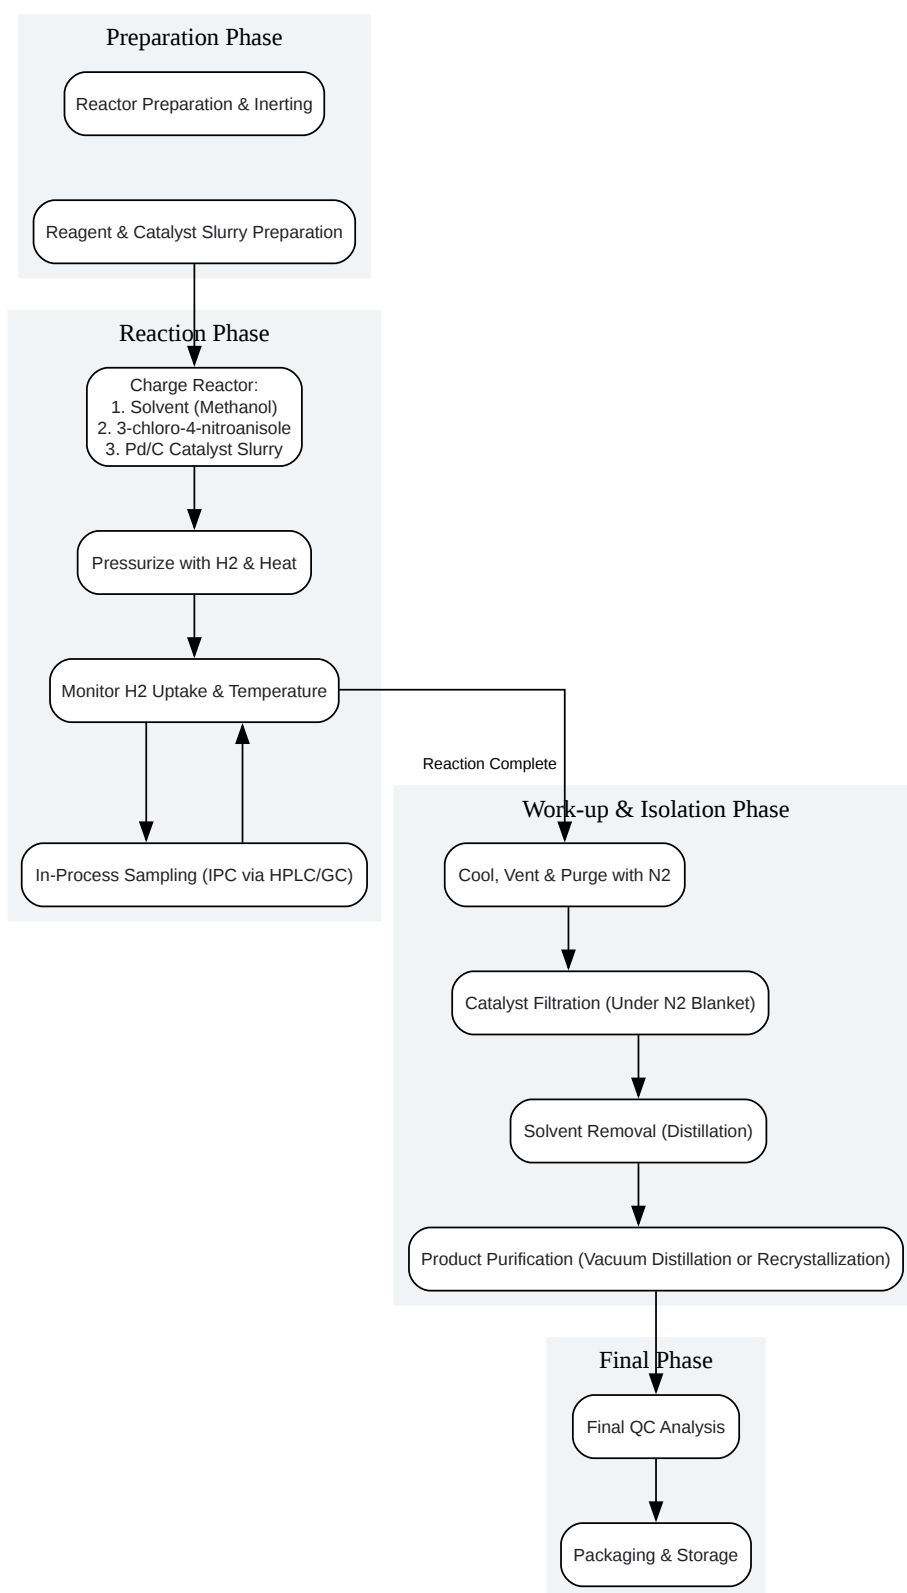 Preparation Phase
Reactor Preparation & Inerting
Reagent & Catalyst Slurry Preparation
Reaction Phase
Charge Reactor:
1. Solvent (Methanol)
2. 3-chloro-4-nitroanisole
3. Pd/C Catalyst Slurry
Pressurize with H2 & Heat
Monitor H2 Uptake & Temperature
In-Process Sampling (IPC via HPLC/GC)
Reaction Complete
Work-up & Isolation Phase
Cool, Vent & Purge with N2
Catalyst Filtration (Under N2 Blanket)
Solvent Removal (Distillation)
Product Purification (Vacuum Distillation or Recrystallization)
Final Phase
Final QC Analysis
Packaging & Storage